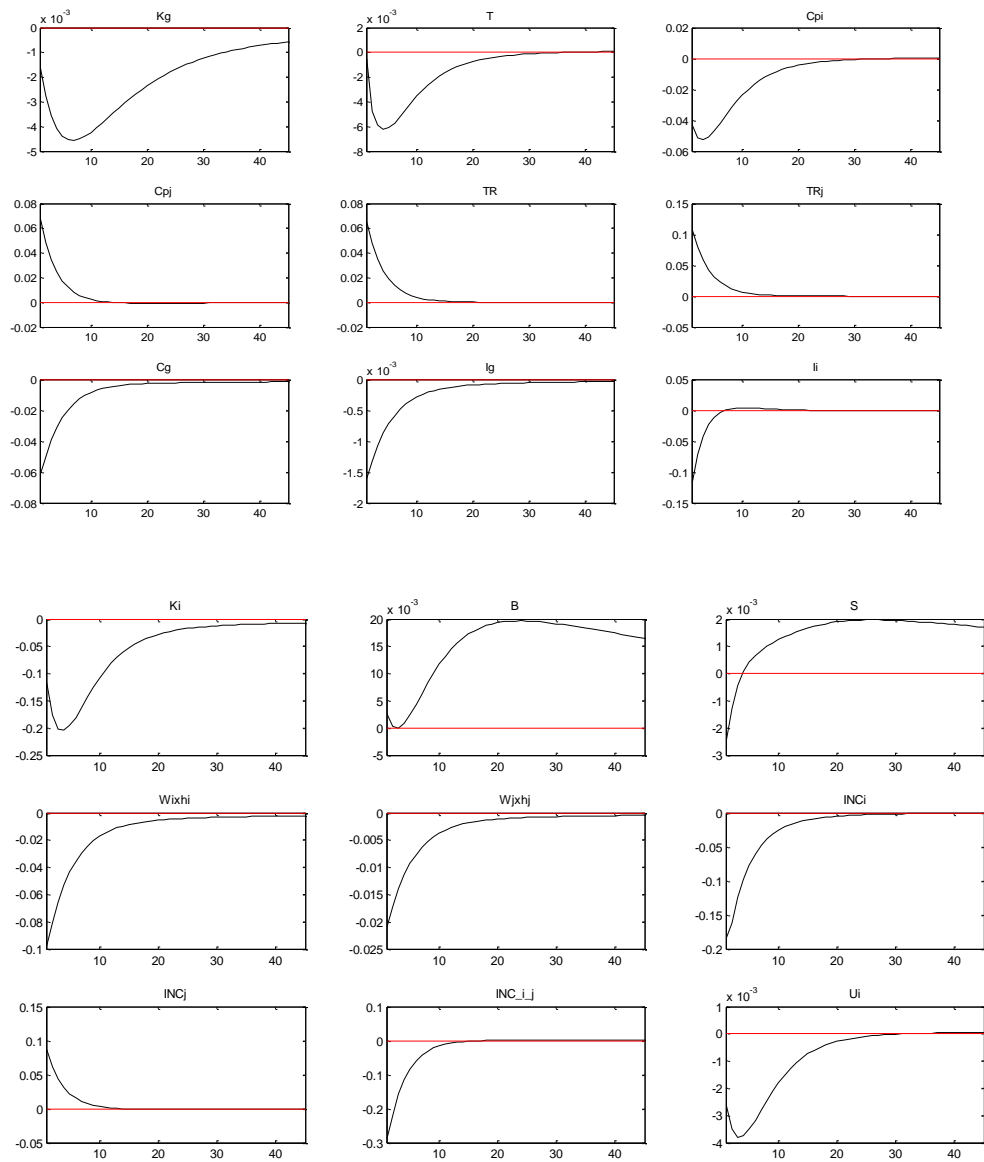 Kg T Cpi
x 10^-3 x 10^-3
0 2 0.02
-1 0 0
-2 -2 -0.02
-3 -4 -0.04
-4 -6
-5 -8 -0.06
10 20 30 40 10 20 30 40 10 20 30 40
Cpj TR TRj
0.08 0.08 0.15
0.06 0.06 0.1
0.04 0.04 0.05
0.02 0.02
0 0 0
-0.02 -0.02 -0.05
10 20 30 40 10 20 30 40 10 20 30 40
Cg Ig Ii
x 10^-3
0 0 0.05
-0.02 -0.5 0
-0.04 -1 -0.05
-0.06 -1.5 -0.1
-0.08 -2 -0.15
10 20 30 40 10 20 30 40 10 20 30 40
Ki B S
x 10^-3 x 10^-3
0 20 2
-0.05 15 1
-0.1 10 0
-0.15 5 -1
-0.2 0 -2
-0.25 -5 -3
10 20 30 40 10 20 30 40 10 20 30 40
Wixhi Wjxhj INCi
0 0 0
-0.02 -0.005 -0.05
-0.04 -0.01 -0.1
-0.06 -0.015
-0.08 -0.02 -0.15
-0.1 -0.025 -0.2
10 20 30 40 10 20 30 40 10 20 30 40
INCj INC_i_j Ui
x 10^-3
0.15 0.1 1
0.1 0 0
0.05 -0.1 -1
0 -0.2 -2
-3
-0.05 -0.3 -4
10 20 30 40 10 20 30 40 10 20 30 40